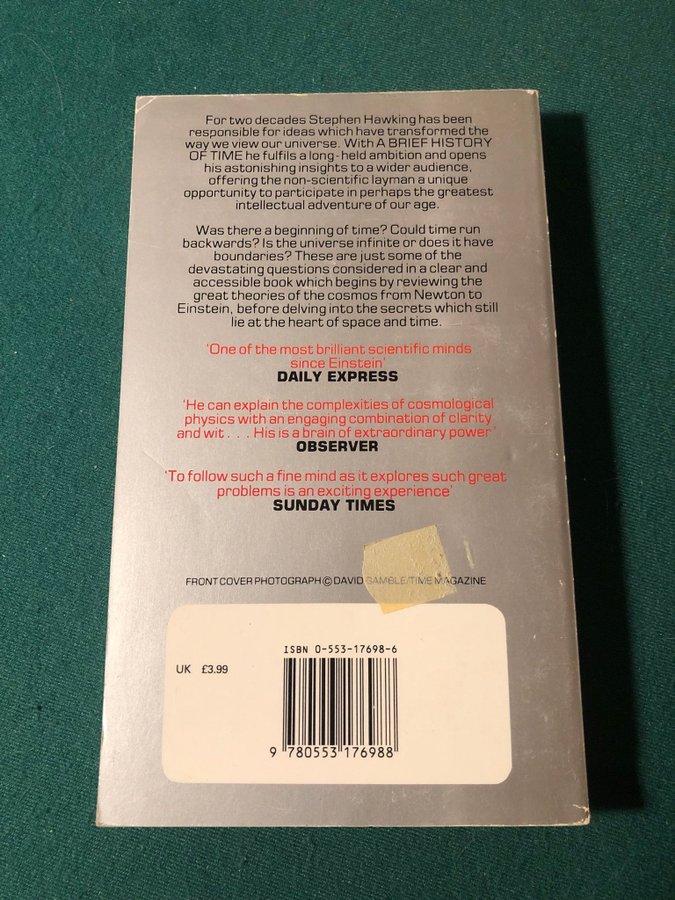 For two decades Stephen Hawking has been
responsible for ideas which have transformed the
way we view our universe. With A BRIEF HISTORY
OF TIME he fulfils a long-held ambition and opens
his astonishing insights to a wider audience,
offering the non-scientific layman a unique
opportunity to participate in perhaps the greatest
intellectual adventure of our age.
Was there a beginning of time? Could time run
backwards? Is the universe infinite or does it have
boundaries? These are just some of the
devastating questions considered in a clear and
accessible book which begins by reviewing the
great theories of the cosmos from Newton to
Einstein, before delving into the secrets which still
lie at the heart of space and time.
'One of the most brilliant scientific minds
since Einstein'
DAILY EXPRESS
'He can explain the complexities of cosmological
physics with an engaging combination of clarity
and wit . . . His is a brain of extraordinary power'
OBSERVER
'To follow such a fine mind as it explores such great
problems is an exciting experience'
SUNDAY TIMES
FRONT COVER PHOTOGRAPH © DAVID GAMBLE/TIME MAGAZINE
ISBN 0-553-17698-6
UK £3.99
9 780553 176988